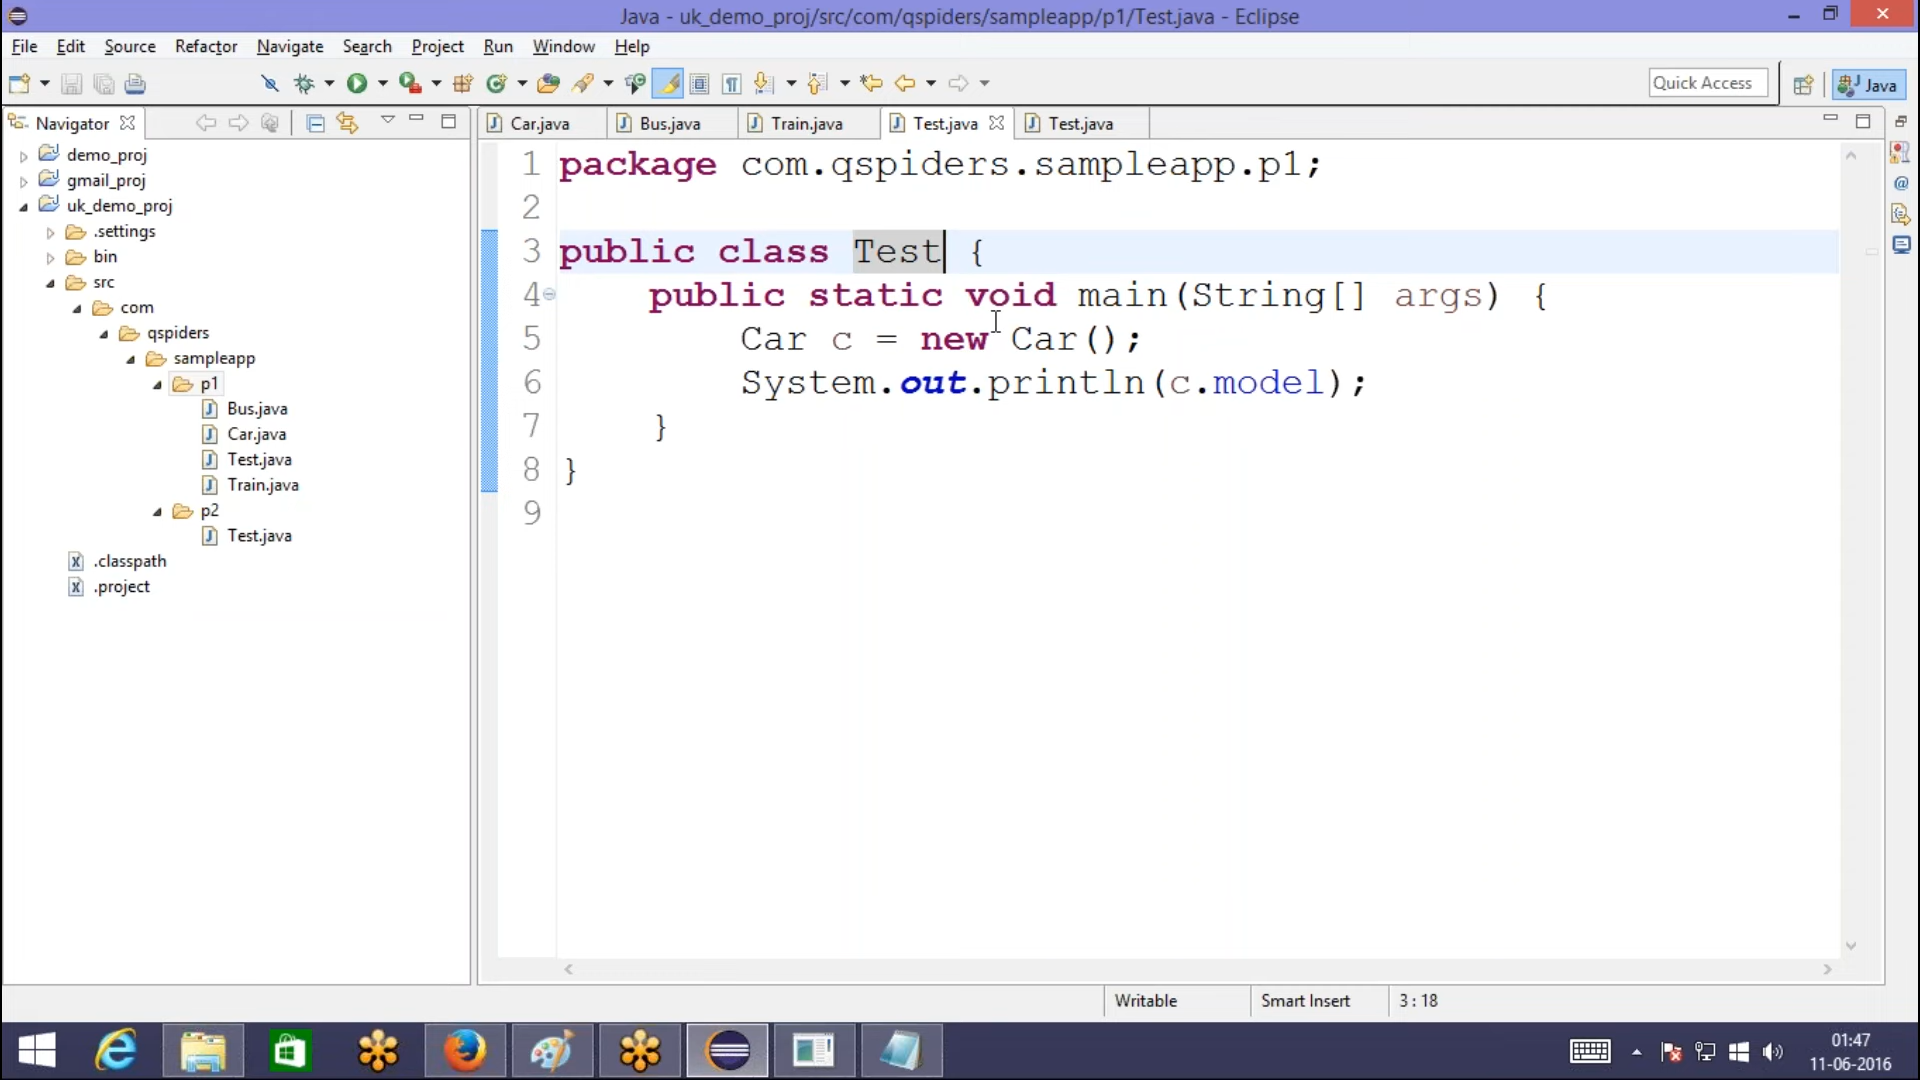 Java - uk_demo_proj/src/com/qspiders/sampleapp/p1/Test.java - Eclipse
File Edit Source Refactor Navigate Search Project Run Window Help
Quick Access
Java
Navigator
Car.java
Bus.java
Train.java
Test.java
Test.java
demo_proj
gmail_proj
uk_demo_proj
.settings
bin
src
com
qspiders
sampleapp
p1
Bus.java
Car.java
Test.java
Train.java
p2
Test.java
.classpath
.project
1 package com.qspiders.sampleapp.p1;
2
3 public class Test {
4 public static void main(String[] args) {
5 Car c = new Car();
6 System.out.println(c.model);
7 }
8 }
9
Writable
Smart Insert
3 : 18
01:47
11-06-2016